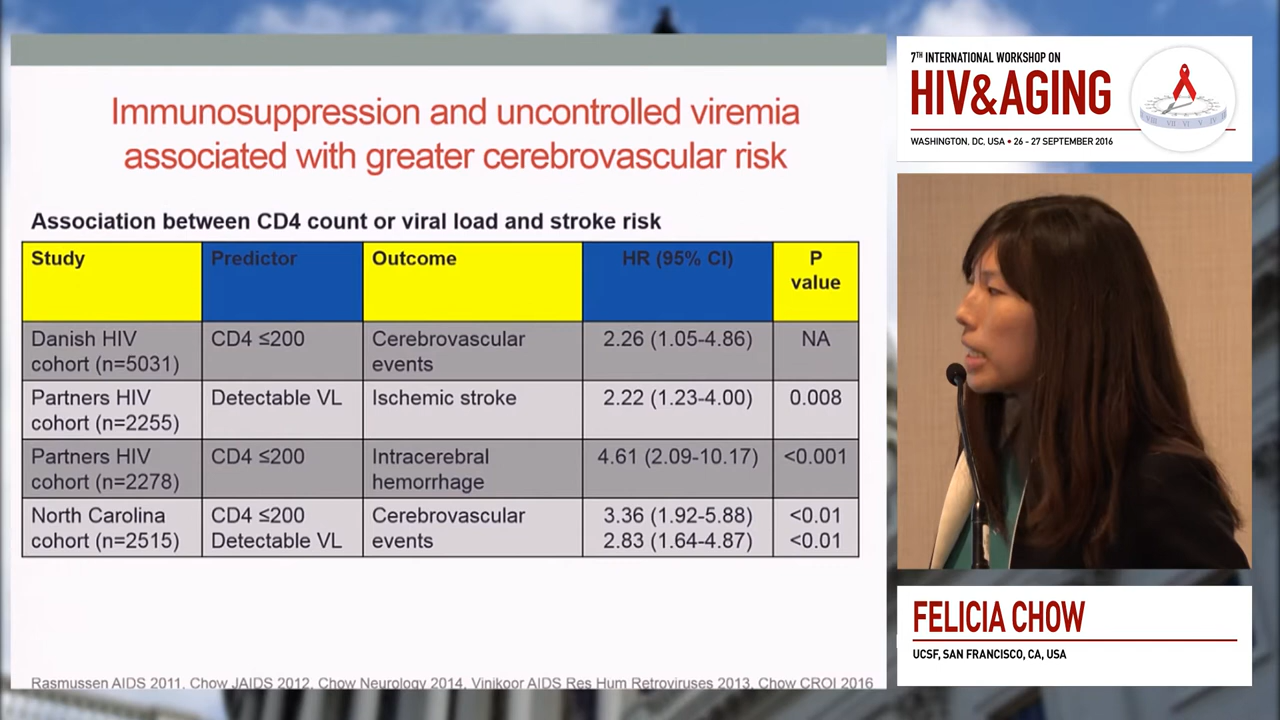 Immunosuppression and uncontrolled viremia
associated with greater cerebrovascular risk
Association between CD4 count or viral load and stroke risk
Study Predictor Outcome HR (95% CI) P value
Danish HIV cohort (n=5031) CD4 ≤200 Cerebrovascular events 2.26 (1.05-4.86) NA
Partners HIV cohort (n=2255) Detectable VL Ischemic stroke 2.22 (1.23-4.00) 0.008
Partners HIV cohort (n=2278) CD4 ≤200 Intracerebral hemorrhage 4.61 (2.09-10.17) <0.001
North Carolina CD4 ≤200 Cerebrovascular 3.36 (1.92-5.88) <0.01
cohort (n=2515) Detectable VL events 2.83 (1.64-4.87) <0.01
Rasmussen AIDS 2011, Chow JAIDS 2012, Chow Neurology 2014, Vinikoor AIDS Res Hum Retroviruses 2013, Chow CROI 2016
7TH INTERNATIONAL WORKSHOP ON
HIV&AGING
WASHINGTON, DC, USA • 26 - 27 SEPTEMBER 2016
FELICIA CHOW
UCSF, SAN FRANCISCO, CA, USA